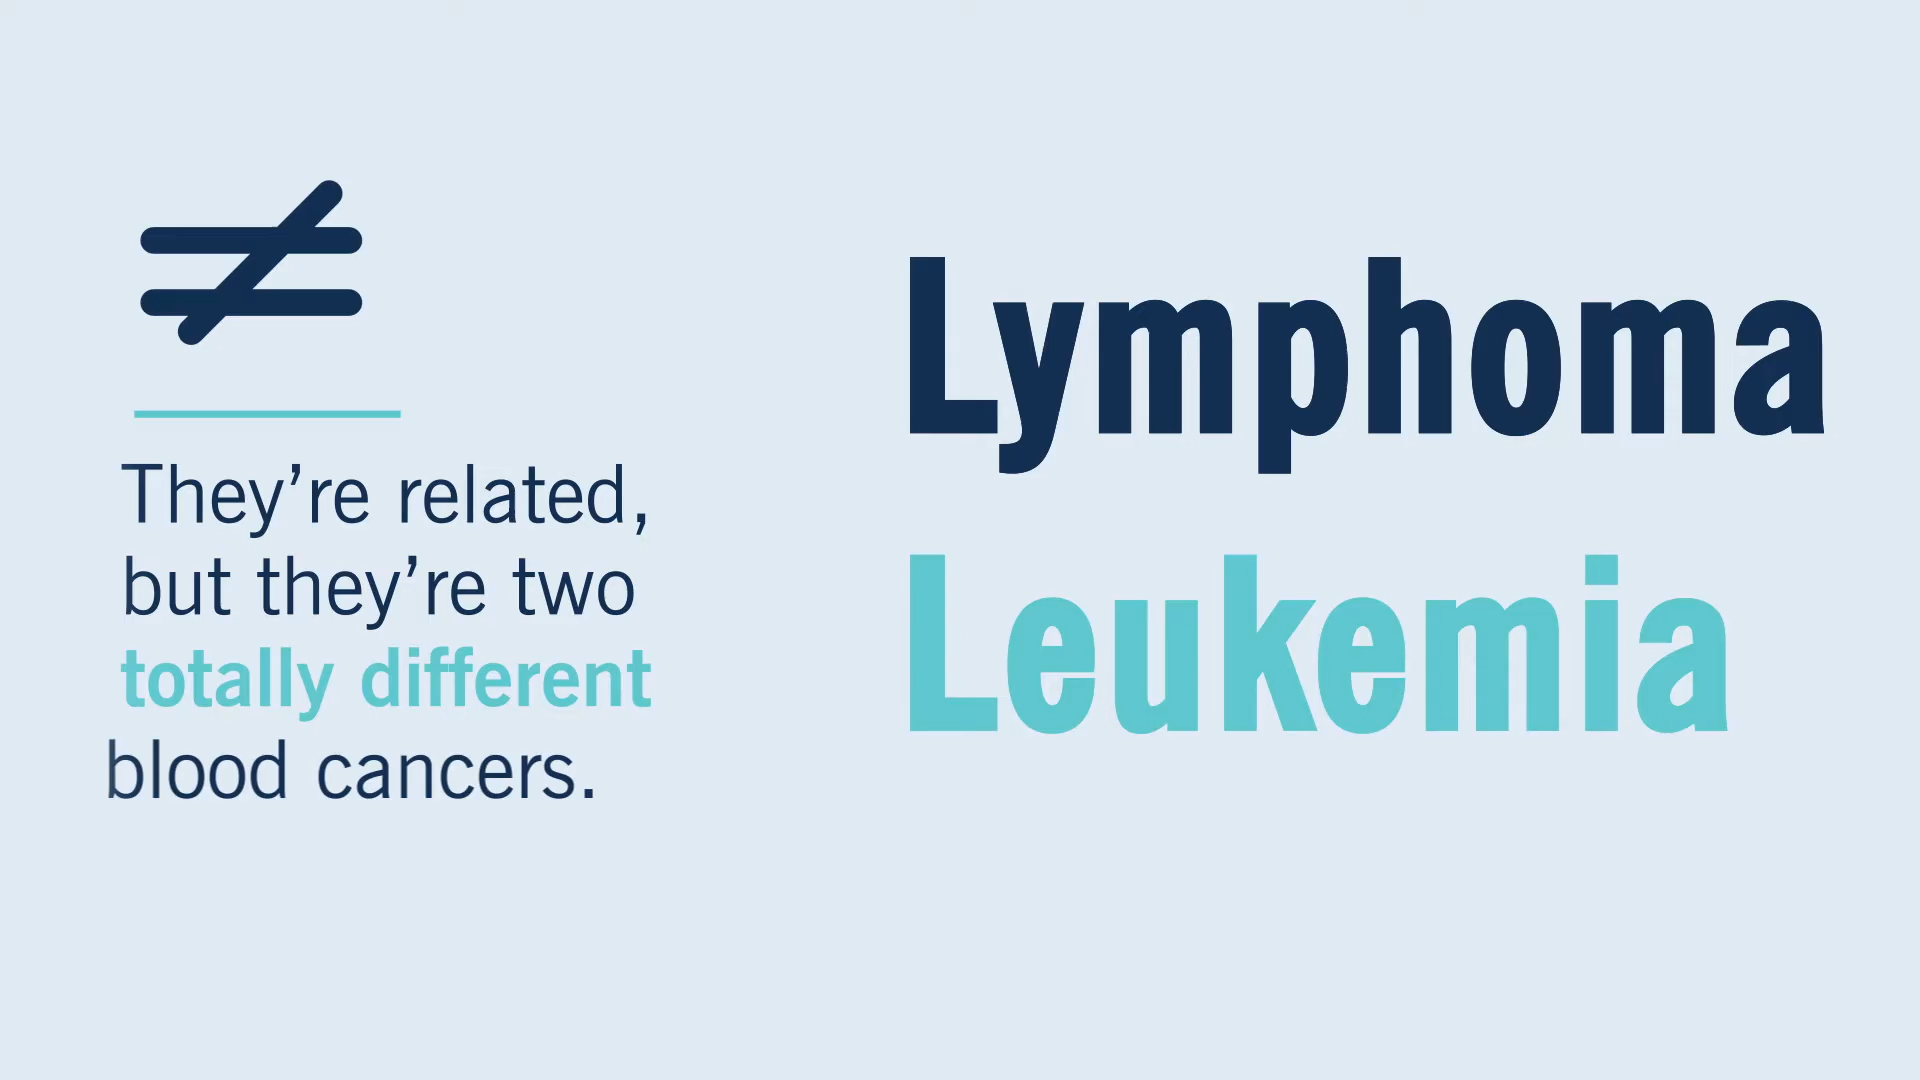 They’re related,
but they’re two
totally different
blood cancers.
Lymphoma
Leukemia